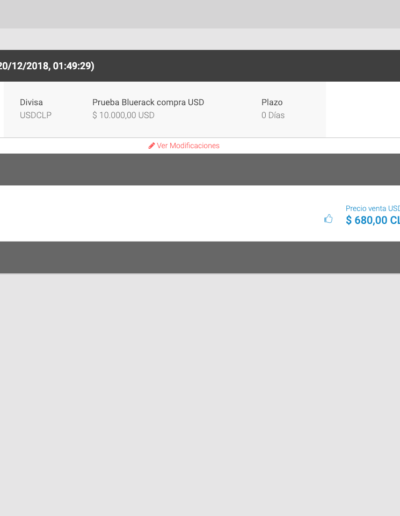 20/12/2018, 01:49:29)
Divisa Prueba Bluerack compra USD Plazo
USDCLP $ 10.000,00 USD 0 Días
Ver Modificaciones
Precio venta USD
$ 680,00 CL